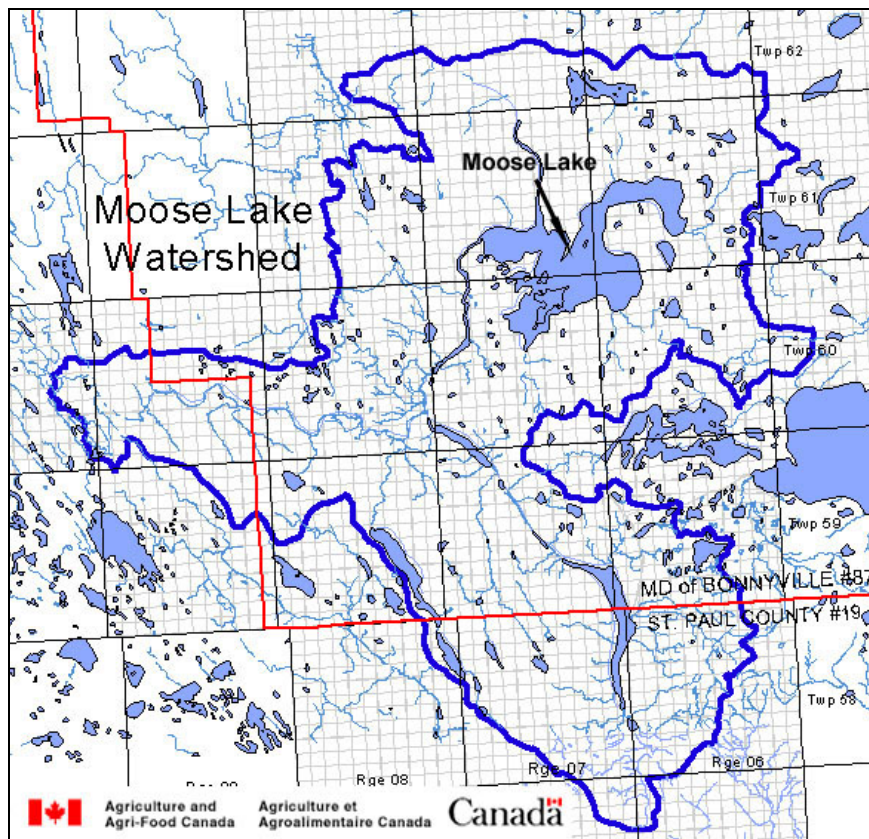 Twp 62
Moose Lake
Twp 61
Moose Lake
Watershed
Twp 60
Twp 59
MD of BONNYVILLE #87
ST. PAUL COUNTY #19
Twp 58
Rge 06
Rge 07
Rge 08
Agriculture and
Agri-Food Canada
Agriculture et
Agroalimentaire Canada
Canada